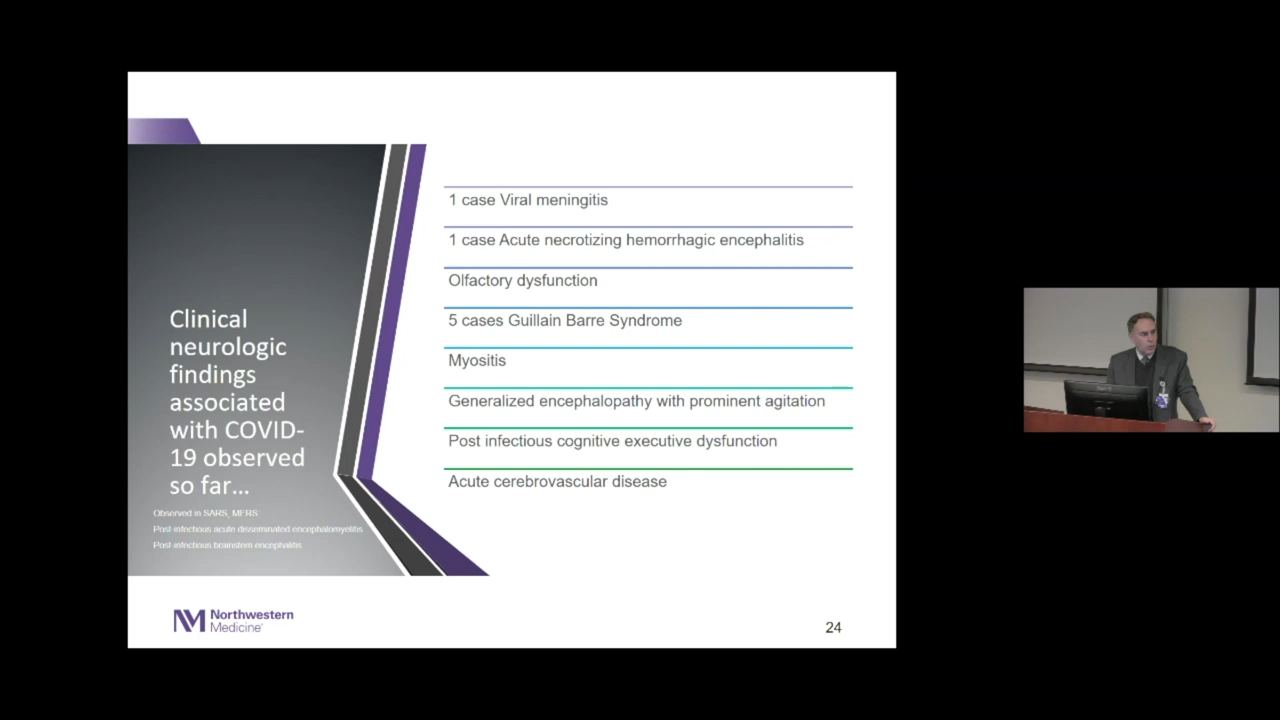 Clinical
neurologic
findings
associated
with COVID-
19 observed
so far...
Observed in SARS, MERS
Post-infectious acute disseminated encephalomyelitis
Post-infectious brainstem encephalitis
1 case Viral meningitis
1 case Acute necrotizing hemorrhagic encephalitis
Olfactory dysfunction
5 cases Guillain Barre Syndrome
Myositis
Generalized encephalopathy with prominent agitation
Post infectious cognitive executive dysfunction
Acute cerebrovascular disease
NM Northwestern
Medicine
24